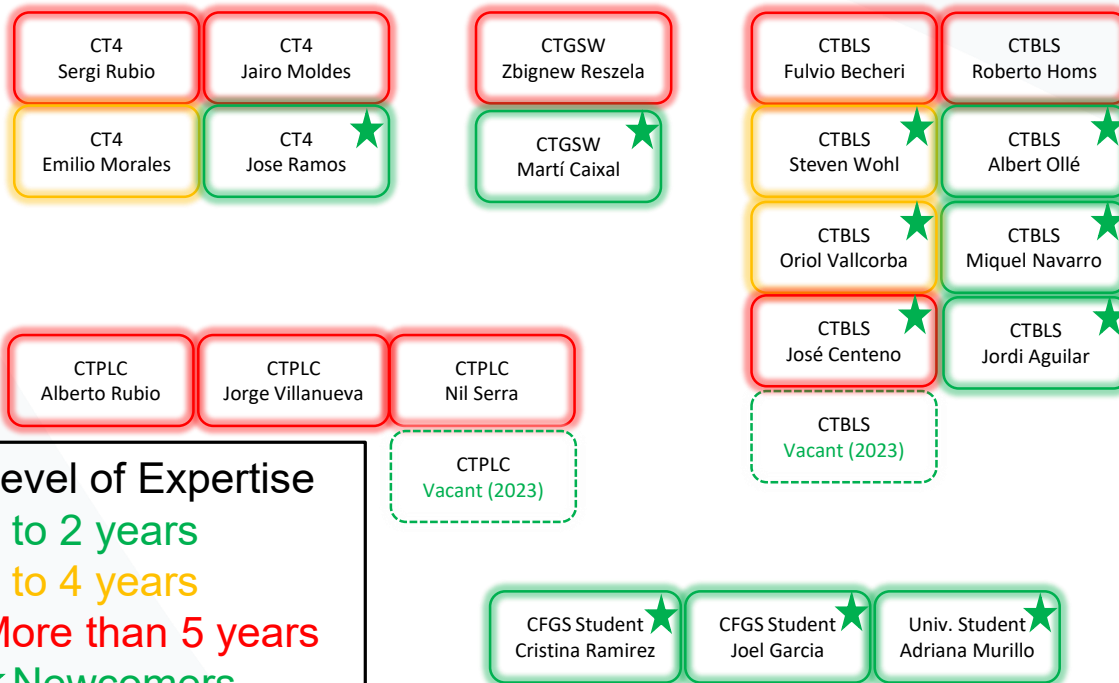 CT4
Sergi Rubio
CT4
Jairo Moldes
CTGSW
Zbignew Reszela
CTBLS
Fulvio Becheri
CTBLS
Roberto Homs
CT4
Emilio Morales
CT4
Jose Ramos
CTGSW
Martí Caixal
CTBLS
Steven Wohl
CTBLS
Albert Ollé
CTBLS
Oriol Vallcorba
CTBLS
Miquel Navarro
CTBLS
José Centeno
CTBLS
Jordi Aguilar
CTPLC
Alberto Rubio
CTPLC
Jorge Villanueva
CTPLC
Nil Serra
CTBLS
Vacant (2023)
CTPLC
Vacant (2023)
evel of Expertise
to 2 years
to 4 years
More than 5 years
Newcomers
CFGS Student
Cristina Ramirez
CFGS Student
Joel Garcia
Univ. Student
Adriana Murillo